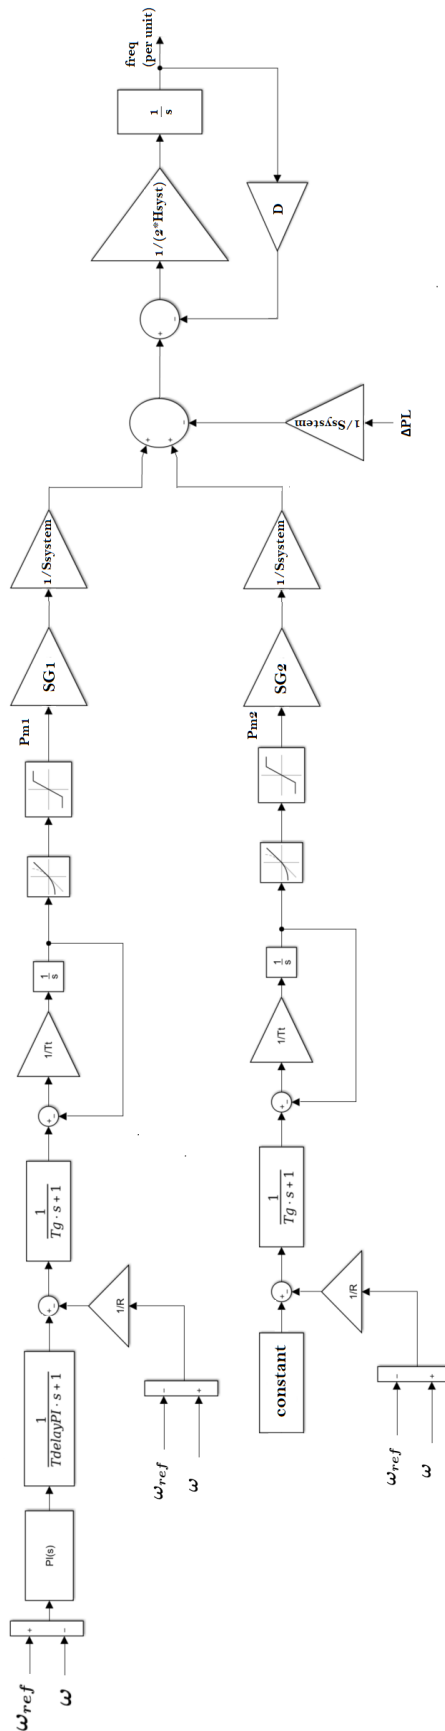 ωref
+
ω
−
PI(s)
1
TdelayPI · s + 1
+
−
1
Tg · s + 1
+
−
1/Tt
1
s
Pm1
SG1
1/Ssystem
ωref
−
ω
+
1/R
constant
+
−
1
Tg · s + 1
+
−
1/Tt
1
s
Pm2
SG2
1/Ssystem
ωref
−
ω
+
1/R
+
+
−
1/Ssystem
ΔPL
+
−
1/(2*Hsyst)
1
s
freq
(per unit)
D